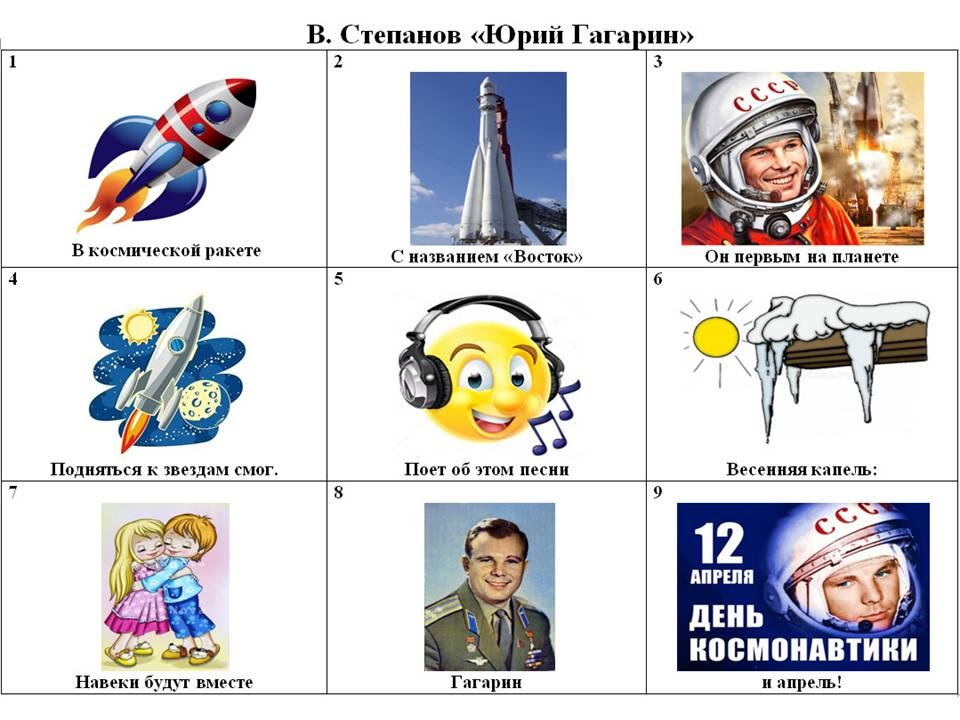 В. Степанов «Юрий Гагарин»
1
В космической ракете
2
С названием «Восток»
3
СССР
Он первым на планете
4
Подняться к звездам смог.
5
Поет об этом песни
6
Весенняя капель:
7
Навеки будут вместе
8
Гагарин
9
СССР
12
АПРЕЛЯ
ДЕНЬ
КОСМОНАВТИКИ
и апрель!